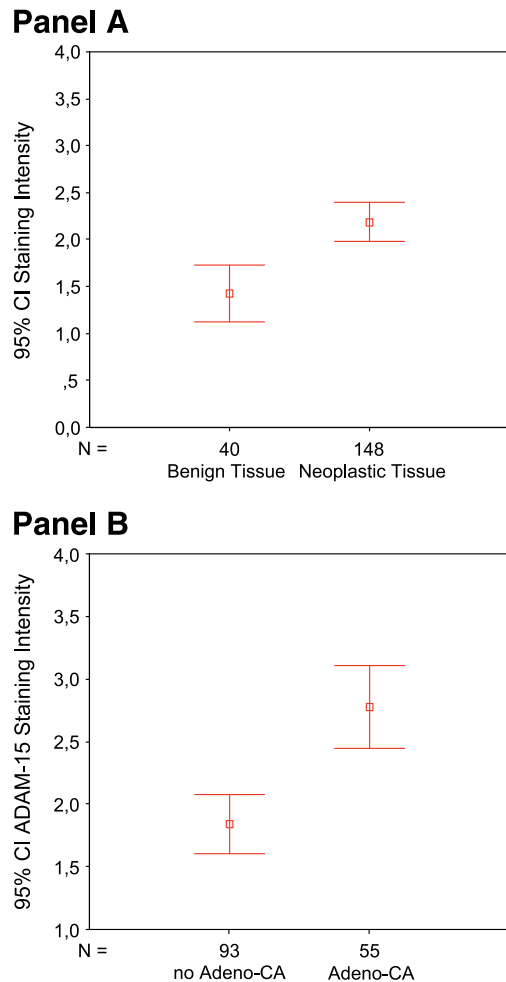 Panel A
95% CI Staining Intensity
4,0
3,5
3,0
2,5
2,0
1,5
1,0
,5
0,0
N = 40 148
Benign Tissue Neoplastic Tissue
Panel B
95% CI ADAM-15 Staining Intensity
4,0
3,5
3,0
2,5
2,0
1,5
1,0
N = 93 55
no Adeno-CA Adeno-CA